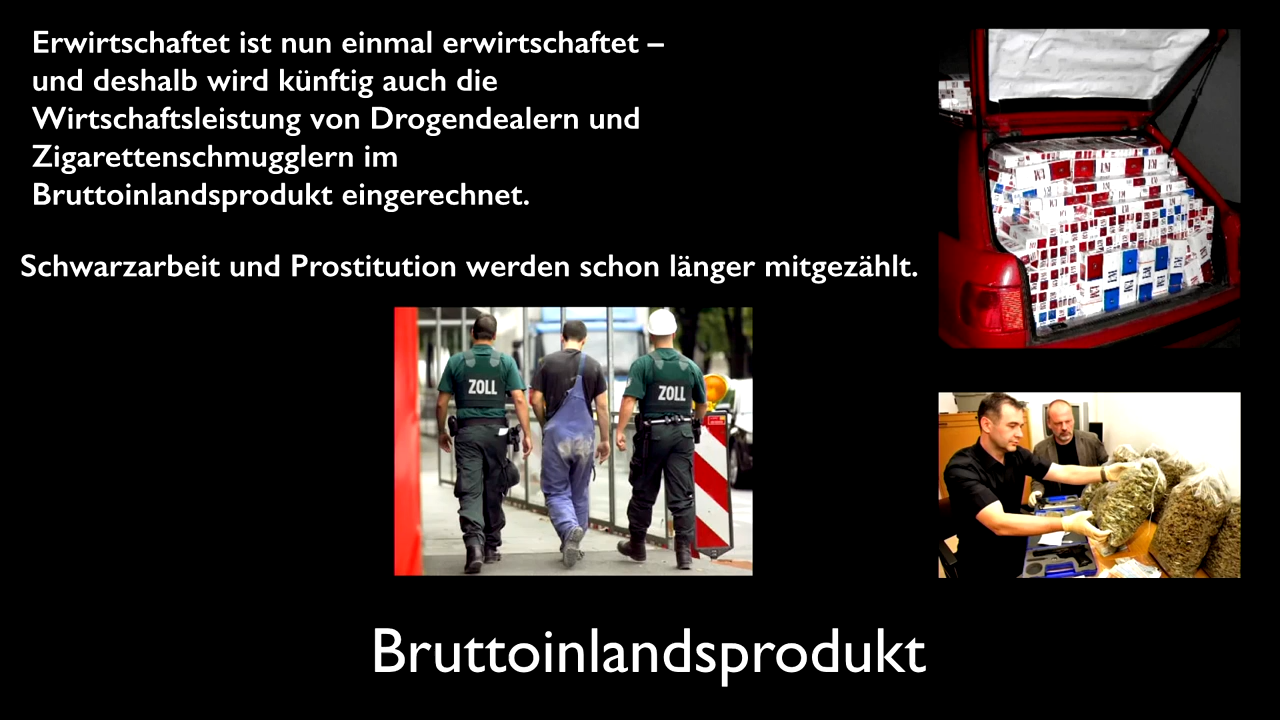 Erwirtschaftet ist nun einmal erwirtschaftet –
und deshalb wird künftig auch die
Wirtschaftsleistung von Drogendealern und
Zigarettenschmugglern im
Bruttoinlandsprodukt eingerechnet.
Schwarzarbeit und Prostitution werden schon länger mitgezählt.
ZOLL
ZOLL
Bruttoinlandsprodukt